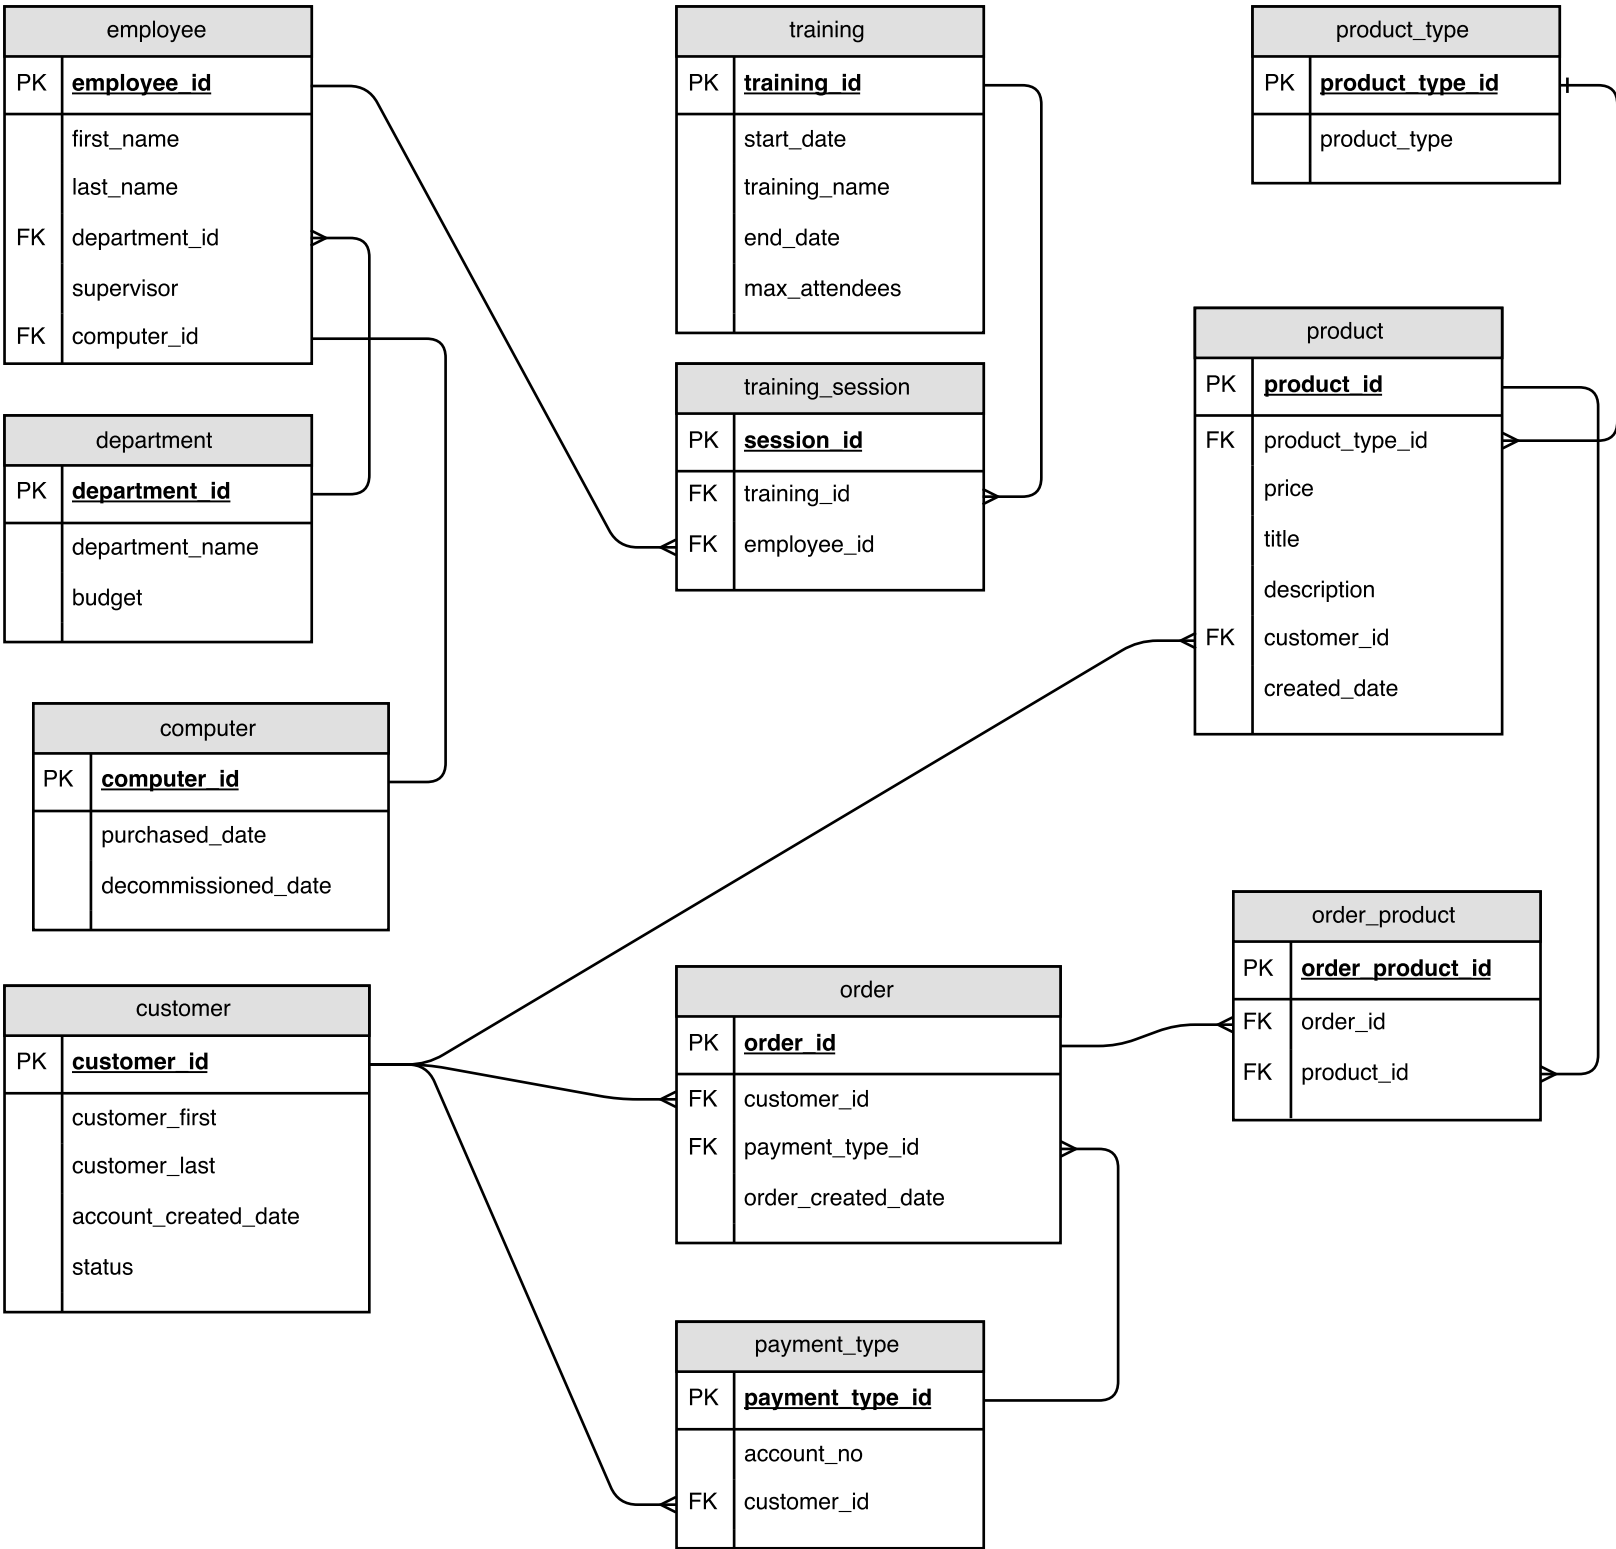 employee
PK employee_id
first_name
last_name
FK department_id
supervisor
FK computer_id
department
PK department_id
department_name
budget
computer
PK computer_id
purchased_date
decommissioned_date
customer
PK customer_id
customer_first
customer_last
account_created_date
status
training
PK training_id
start_date
training_name
end_date
max_attendees
training_session
PK session_id
FK training_id
FK employee_id
order
PK order_id
FK customer_id
FK payment_type_id
order_created_date
payment_type
PK payment_type_id
account_no
FK customer_id
product_type
PK product_type_id
product_type
product
PK product_id
FK product_type_id
price
title
description
FK customer_id
created_date
order_product
PK order_product_id
FK order_id
FK product_id